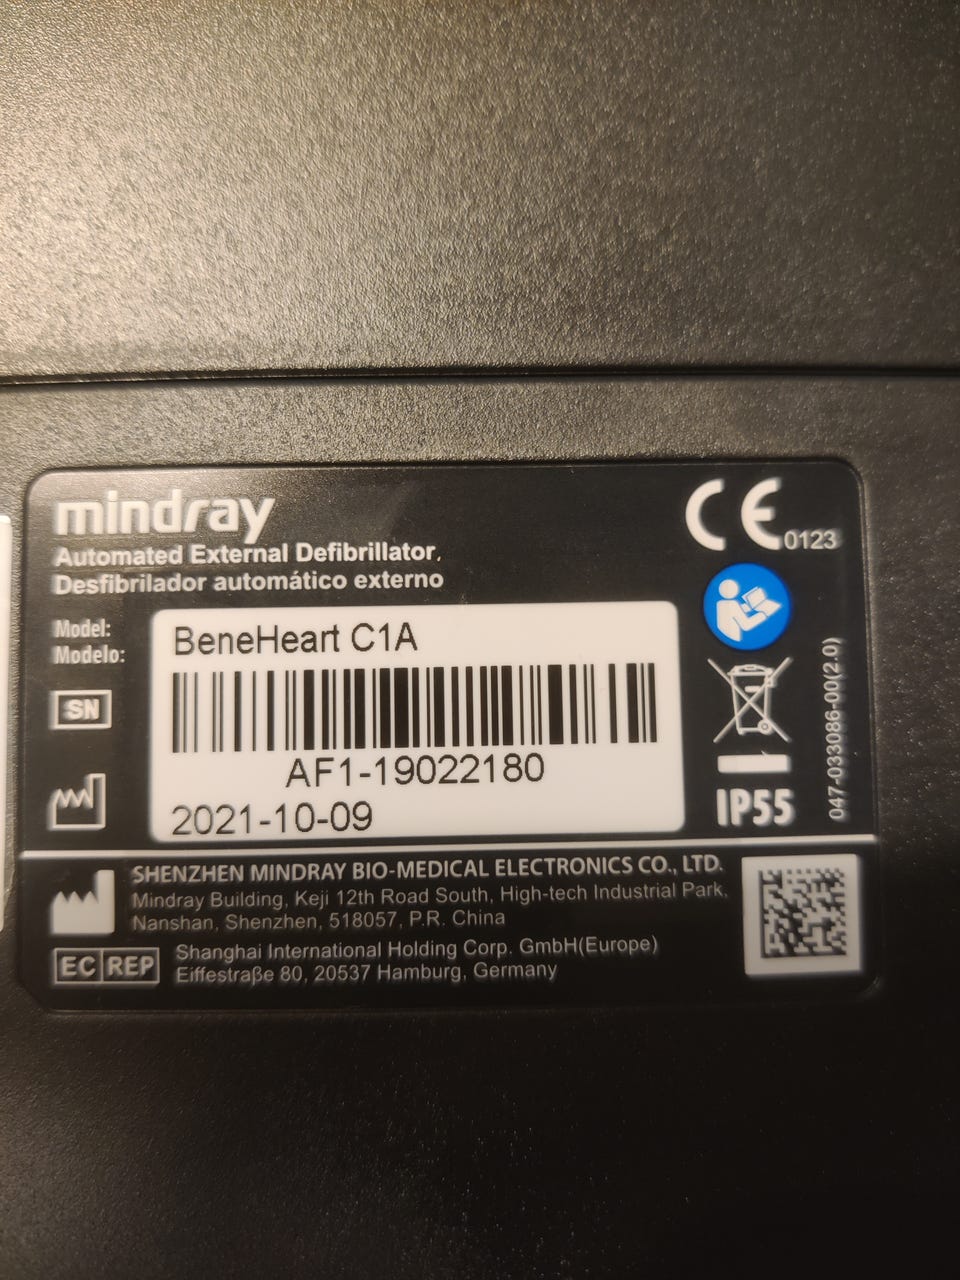 mindray
Automated External Defibrillator,
Desfibrilador automático externo
CE 0123
Model:
Modelo:
BeneHeart C1A
SN
AF1-19022180
2021-10-09
IP55
047-033086-00(2.0)
SHENZHEN MINDRAY BIO-MEDICAL ELECTRONICS CO., LTD.
Mindray Building, Keji 12th Road South, High-tech Industrial Park,
Nanshan, Shenzhen, 518057, P.R. China
EC REP
Shanghai International Holding Corp. GmbH(Europe)
Eiffestraße 80, 20537 Hamburg, Germany